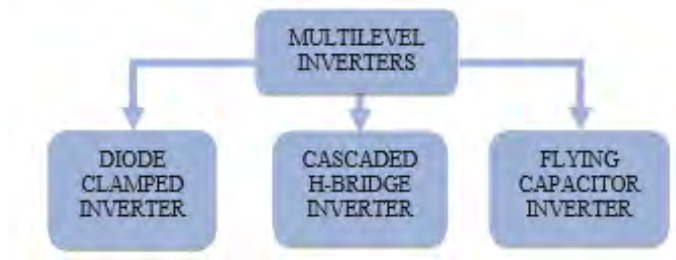 MULTILEVEL
INVERTERS
DIODE
CLAMPED
INVERTER
CASCADED
H-BRIDGE
INVERTER
FLYING
CAPACITOR
INVERTER